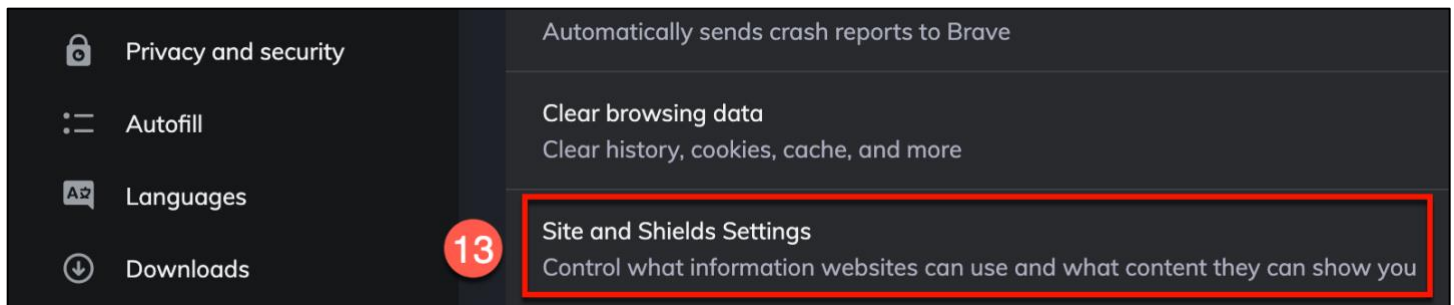 Privacy and security
Autofill
Languages
Downloads
Automatically sends crash reports to Brave
Clear browsing data
Clear history, cookies, cache, and more
13
Site and Shields Settings
Control what information websites can use and what content they can show you